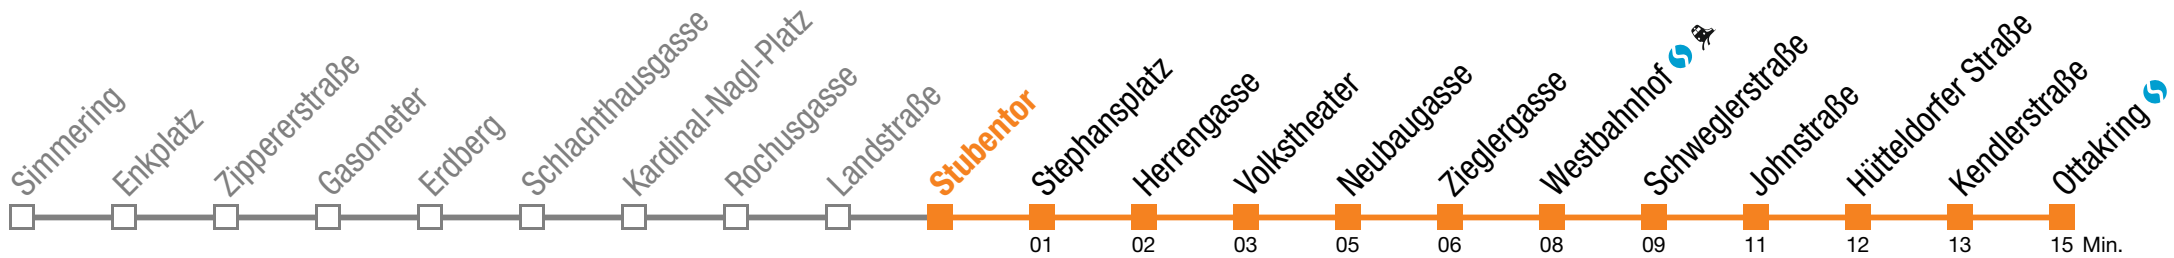 Simmering
Enkplatz
Zippererstraße
Gasometer
Erdberg
Schlachthausgasse
Kardinal-Nagl-Platz
Rochusgasse
Landstraße
Stubentor
Stephansplatz
Herrengasse
Volkstheater
Neubaugasse
Zieglergasse
Westbahnhof
Schweglerstraße
Johnstraße
Hütteldorfer Straße
Kendlerstraße
Ottakring
01 02 03 05 06 08 09 11 12 13 15 Min.